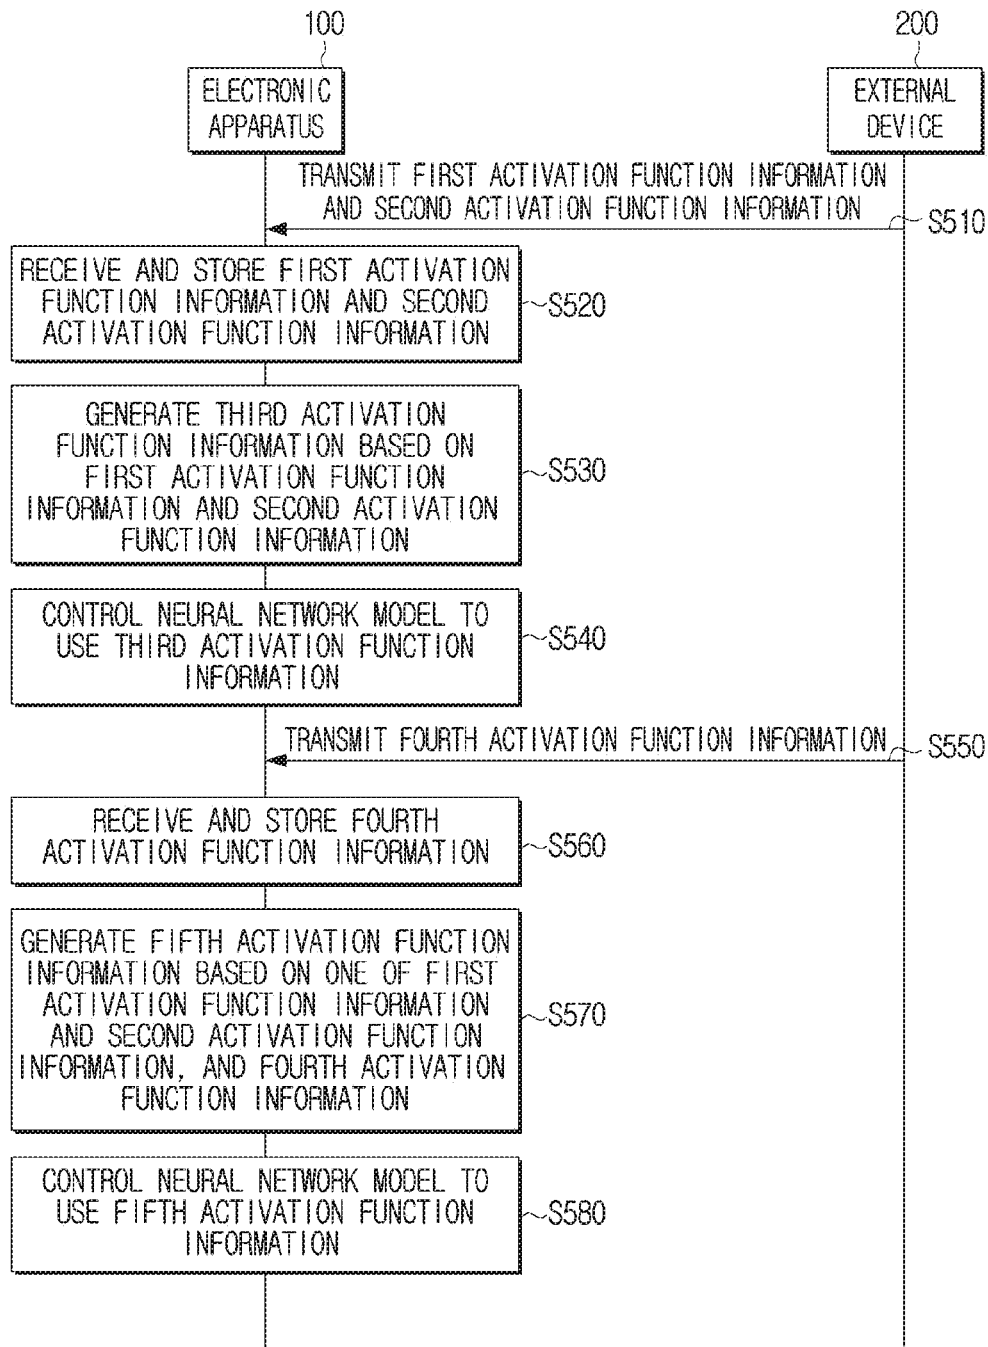 100
200
ELECTRONIC
APPARATUS
EXTERNAL
DEVICE
TRANSMIT FIRST ACTIVATION FUNCTION INFORMATION
AND SECOND ACTIVATION FUNCTION INFORMATION
S510
RECEIVE AND STORE FIRST ACTIVATION
FUNCTION INFORMATION AND SECOND
ACTIVATION FUNCTION INFORMATION
S520
GENERATE THIRD ACTIVATION
FUNCTION INFORMATION BASED ON
FIRST ACTIVATION FUNCTION
INFORMATION AND SECOND ACTIVATION
FUNCTION INFORMATION
S530
CONTROL NEURAL NETWORK MODEL TO
USE THIRD ACTIVATION FUNCTION
INFORMATION
S540
TRANSMIT FOURTH ACTIVATION FUNCTION INFORMATION
S550
RECEIVE AND STORE FOURTH
ACTIVATION FUNCTION INFORMATION
S560
GENERATE FIFTH ACTIVATION FUNCTION
INFORMATION BASED ON ONE OF FIRST
ACTIVATION FUNCTION INFORMATION
AND SECOND ACTIVATION FUNCTION
INFORMATION, AND FOURTH ACTIVATION
FUNCTION INFORMATION
S570
CONTROL NEURAL NETWORK MODEL TO
USE FIFTH ACTIVATION FUNCTION
INFORMATION
S580